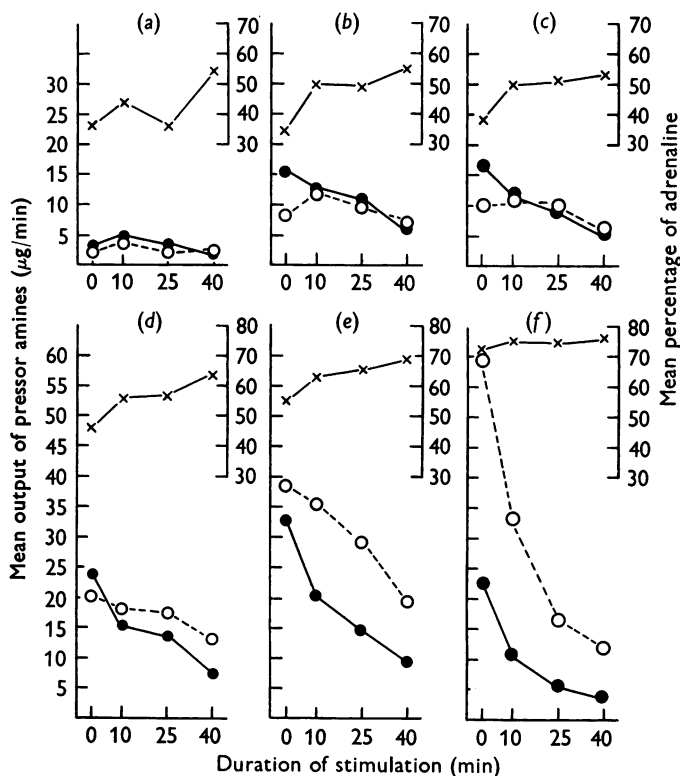 (a) (b) (c)
70 70 70
60 60 60
30 50 50 50
25 40 40 40
20 30 30 30
15
10
5
0 10 25 40 0 10 25 40 0 10 25 40
(d) (e) (f)
80 80 80
60 70 70 70
55 60 60 60
50 50 50 50
45 40 40 40
40 30 30 30
35
30
25
20
15
10
5
0 10 25 40 0 10 25 40 0 10 25 40
Duration of stimulation (min)
Mean output of pressor amines (μg/min)
Mean percentage of adrenaline